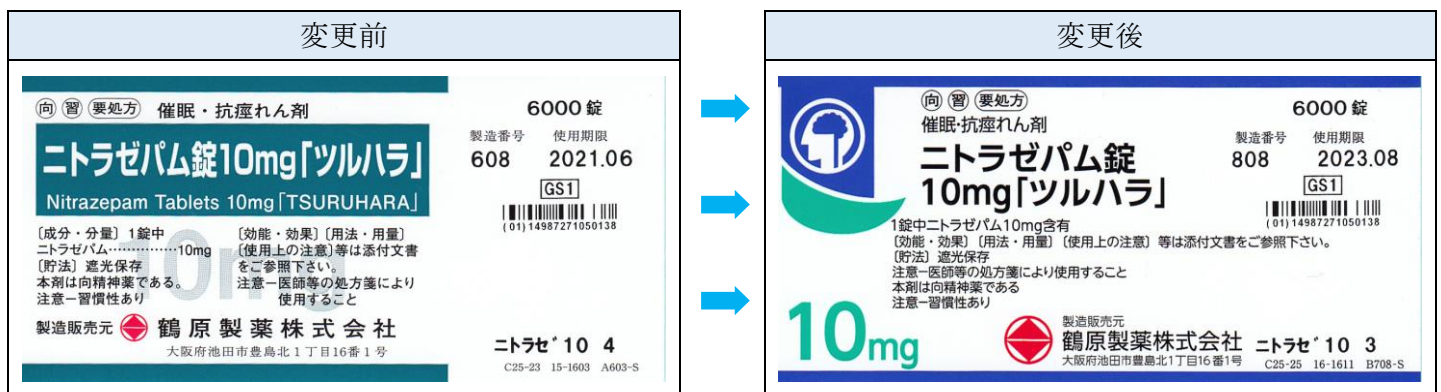 変更前
向 習 要処方 催眠・抗痙れん剤
ニトラゼパム錠10mg「ツルハラ」
Nitrazepam Tablets 10mg「TSURUHARA」
〔成分・分量〕1錠中
ニトラゼパム……………10mg
〔貯法〕遮光保存
本剤は向精神薬である。
注意－習慣性あり
〔効能・効果〕〔用法・用量〕
〔使用上の注意〕等は添付文書
をご参照下さい。
注意－医師等の処方箋により
使用すること
10mg
製造販売元 鶴原製薬株式会社
大阪府池田市豊島北1丁目16番1号
6000錠
製造番号 使用期限
608 2021.06
GS1
(01)14987271050138
ニトラゼ゛10 4
C25-23 15-1603 A603-S
変更後
向 習 要処方
催眠・抗痙れん剤
ニトラゼパム錠
10mg「ツルハラ」
1錠中ニトラゼパム10mg含有
〔効能・効果〕〔用法・用量〕〔使用上の注意〕等は添付文書をご参照下さい。
〔貯法〕遮光保存
注意－医師等の処方箋により使用すること
本剤は向精神薬である
注意－習慣性あり
10mg
製造販売元
鶴原製薬株式会社
大阪府池田市豊島北1丁目16番1号
6000錠
製造番号 使用期限
808 2023.08
GS1
(01)14987271050138
ニトラゼ゛10 3
C25-25 16-1611 B708-S